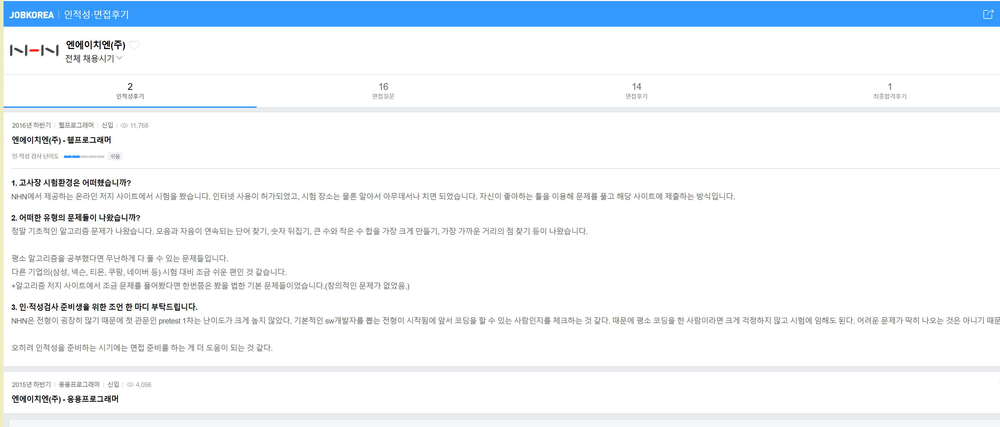 JOBKOREA 인적성·면접후기
NHN
엔에이치엔(주)
전체 채용시기
2
인적성후기
16
면접질문
14
면접후기
1
최종합격후기
2016년 하반기 | 웹프로그래머 | 신입 | 11,768
엔에이치엔(주) - 웹프로그래머
인·적성 검사 난이도 쉬움
1. 고사장 시험환경은 어떠했습니까?
NHN에서 제공하는 온라인 저지 사이트에서 시험을 봤습니다. 인터넷 사용이 허가되었고, 시험 장소는 물론 알아서 아무데서나 치면 되었습니다. 자신이 좋아하는 툴을 이용해 문제를 풀고 해당 사이트에 제출하는 방식입니다.
2. 어떠한 유형의 문제들이 나왔습니까?
정말 기초적인 알고리즘 문제가 나왔습니다. 모음과 자음이 연속되는 단어 찾기, 숫자 뒤집기, 큰 수와 작은 수 합을 가장 크게 만들기, 가장 가까운 거리의 점 찾기 등이 나왔습니다.
평소 알고리즘을 공부했다면 무난하게 다 풀 수 있는 문제들입니다.
다른 기업의(삼성, 넥슨, 티몬, 쿠팡, 네이버 등) 시험 대비 조금 쉬운 편인 것 같습니다.
+알고리즘 저지 사이트에서 조금 문제를 풀어봤다면 한번쯤은 봤을 법한 기본 문제들이었습니다.(창의적인 문제가 없었음.)
3. 인·적성검사 준비생을 위한 조언 한 마디 부탁드립니다.
NHN은 전형이 굉장히 많기 때문에 첫 관문인 pretest 1차는 난이도가 크게 높지 않았다. 기본적인 sw개발자를 뽑는 전형이 시작됨에 앞서 코딩을 할 수 있는 사람인지를 체크하는 것 같다. 때문에 평소 코딩을 한 사람이라면 크게 걱정하지 않고 시험에 임해도 된다. 어려운 문제가 딱히 나오는 것은 아니기 때문
오히려 인적성을 준비하는 시기에는 면접 준비를 하는 게 더 도움이 되는 것 같다.
2015년 하반기 | 응용프로그래머 | 신입 | 4,056
엔에이치엔(주) - 응용프로그래머